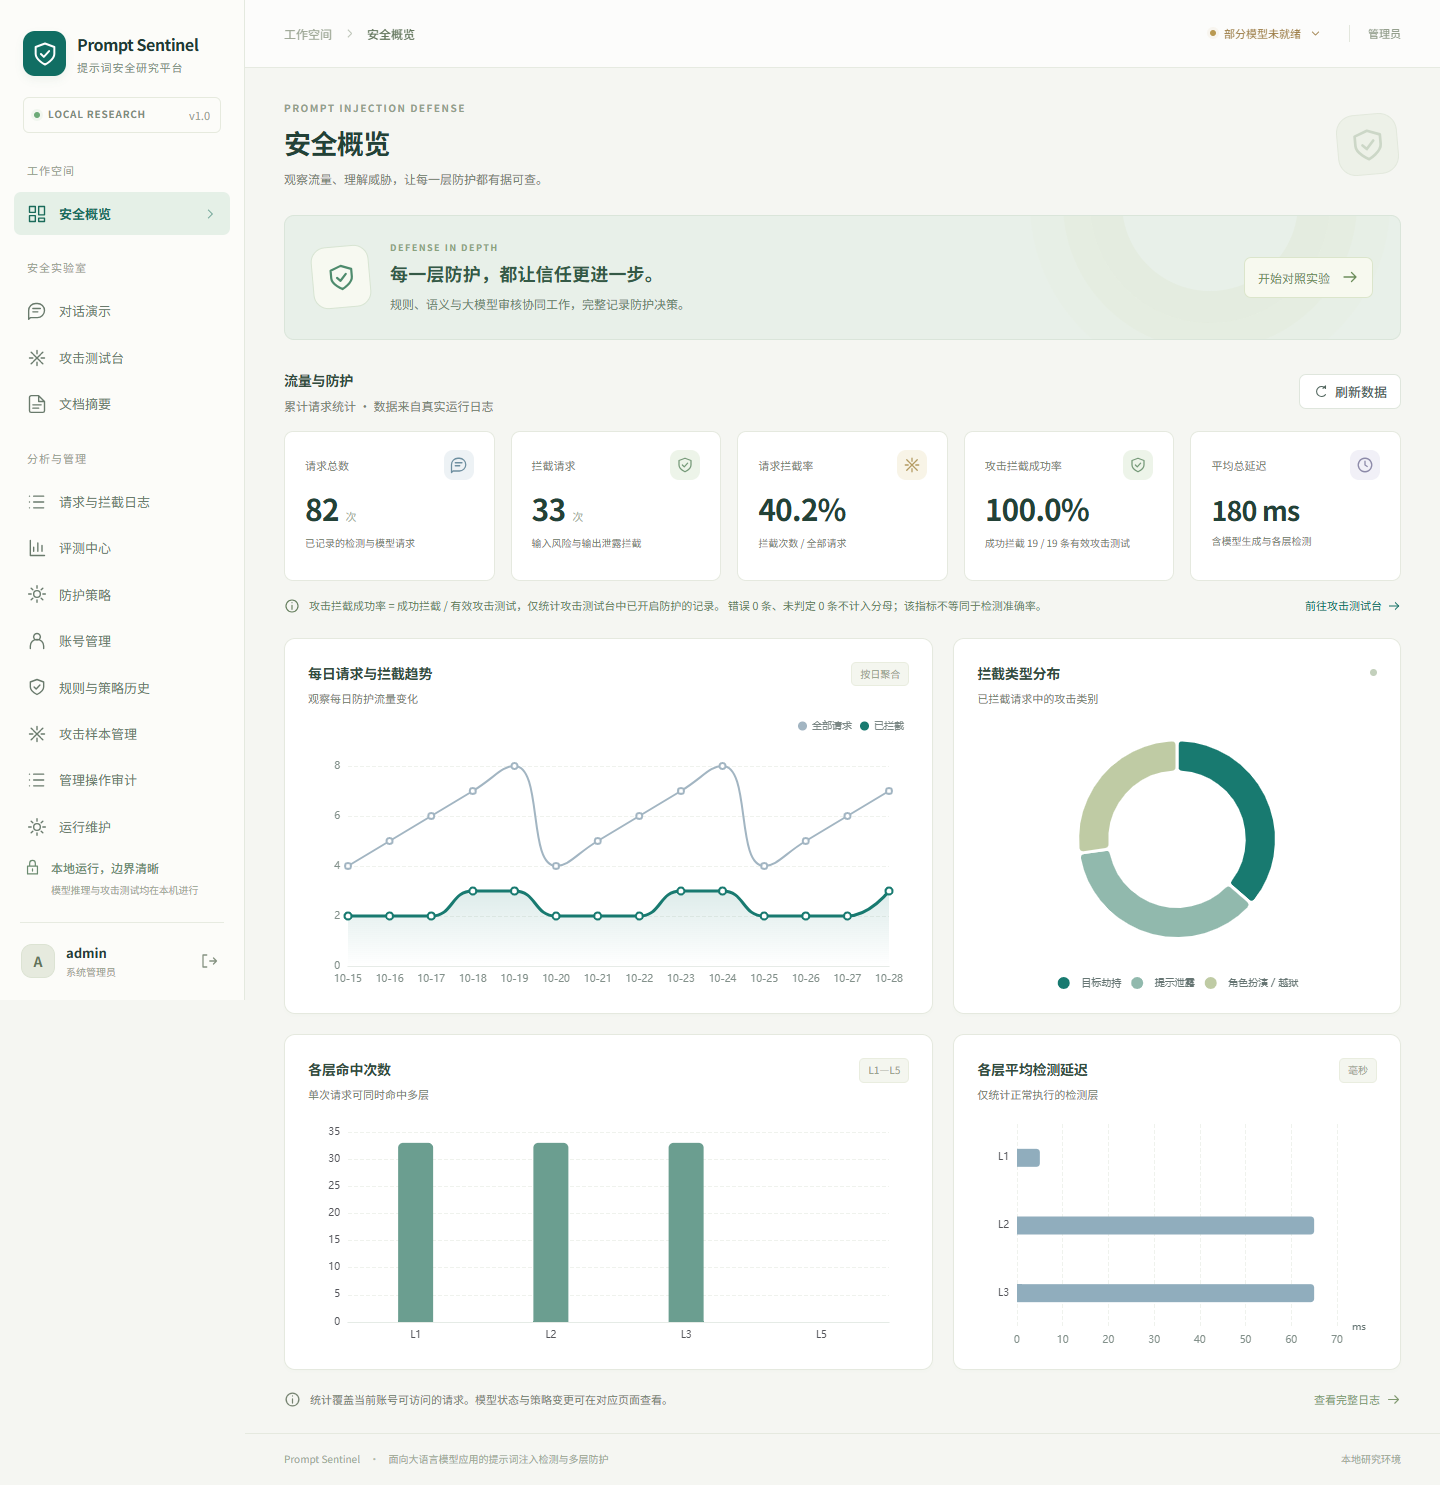 Prompt Sentinel
提示词安全研究平台
LOCAL RESEARCH v1.0
工作空间
安全概览
安全实验室
对话演示
攻击测试台
文档摘要
分析与管理
请求与拦截日志
评测中心
防护策略
账号管理
规则与策略历史
攻击样本管理
管理操作审计
运行维护
本地运行，边界清晰
模型推理与攻击测试均在本机进行
A
admin
系统管理员
工作空间 安全概览
部分模型未就绪
管理员
PROMPT INJECTION DEFENSE
安全概览
观察流量、理解威胁，让每一层防护都有据可查。
DEFENSE IN DEPTH
每一层防护，都让信任更进一步。
规则、语义与大模型审核协同工作，完整记录防护决策。
开始对照实验
流量与防护
累计请求统计 · 数据来自真实运行日志
刷新数据
请求总数
82 次
已记录的检测与模型请求
拦截请求
33 次
输入风险与输出泄露拦截
请求拦截率
40.2%
拦截次数 / 全部请求
攻击拦截成功率
100.0%
成功拦截 19 / 19 条有效攻击测试
平均总延迟
180 ms
含模型生成与各层检测
攻击拦截成功率 = 成功拦截 / 有效攻击测试，仅统计攻击测试台中已开启防护的记录。 错误 0 条、未判定 0 条不计入分母；该指标不等同于检测准确率。
前往攻击测试台
每日请求与拦截趋势
按日聚合
观察每日防护流量变化
全部请求 已拦截
8
6
4
2
0
10-15 10-16 10-17 10-18 10-19 10-20 10-21 10-22 10-23 10-24 10-25 10-26 10-27 10-28
拦截类型分布
已拦截请求中的攻击类别
目标劫持 提示泄露 角色扮演 / 越狱
各层命中次数
L1—L5
单次请求可同时命中多层
35
30
25
20
15
10
5
0
L1 L2 L3 L5
各层平均检测延迟
毫秒
仅统计正常执行的检测层
L1
L2
L3
ms
0 10 20 30 40 50 60 70
统计覆盖当前账号可访问的请求。模型状态与策略变更可在对应页面查看。
查看完整日志
Prompt Sentinel · 面向大语言模型应用的提示词注入检测与多层防护
本地研究环境